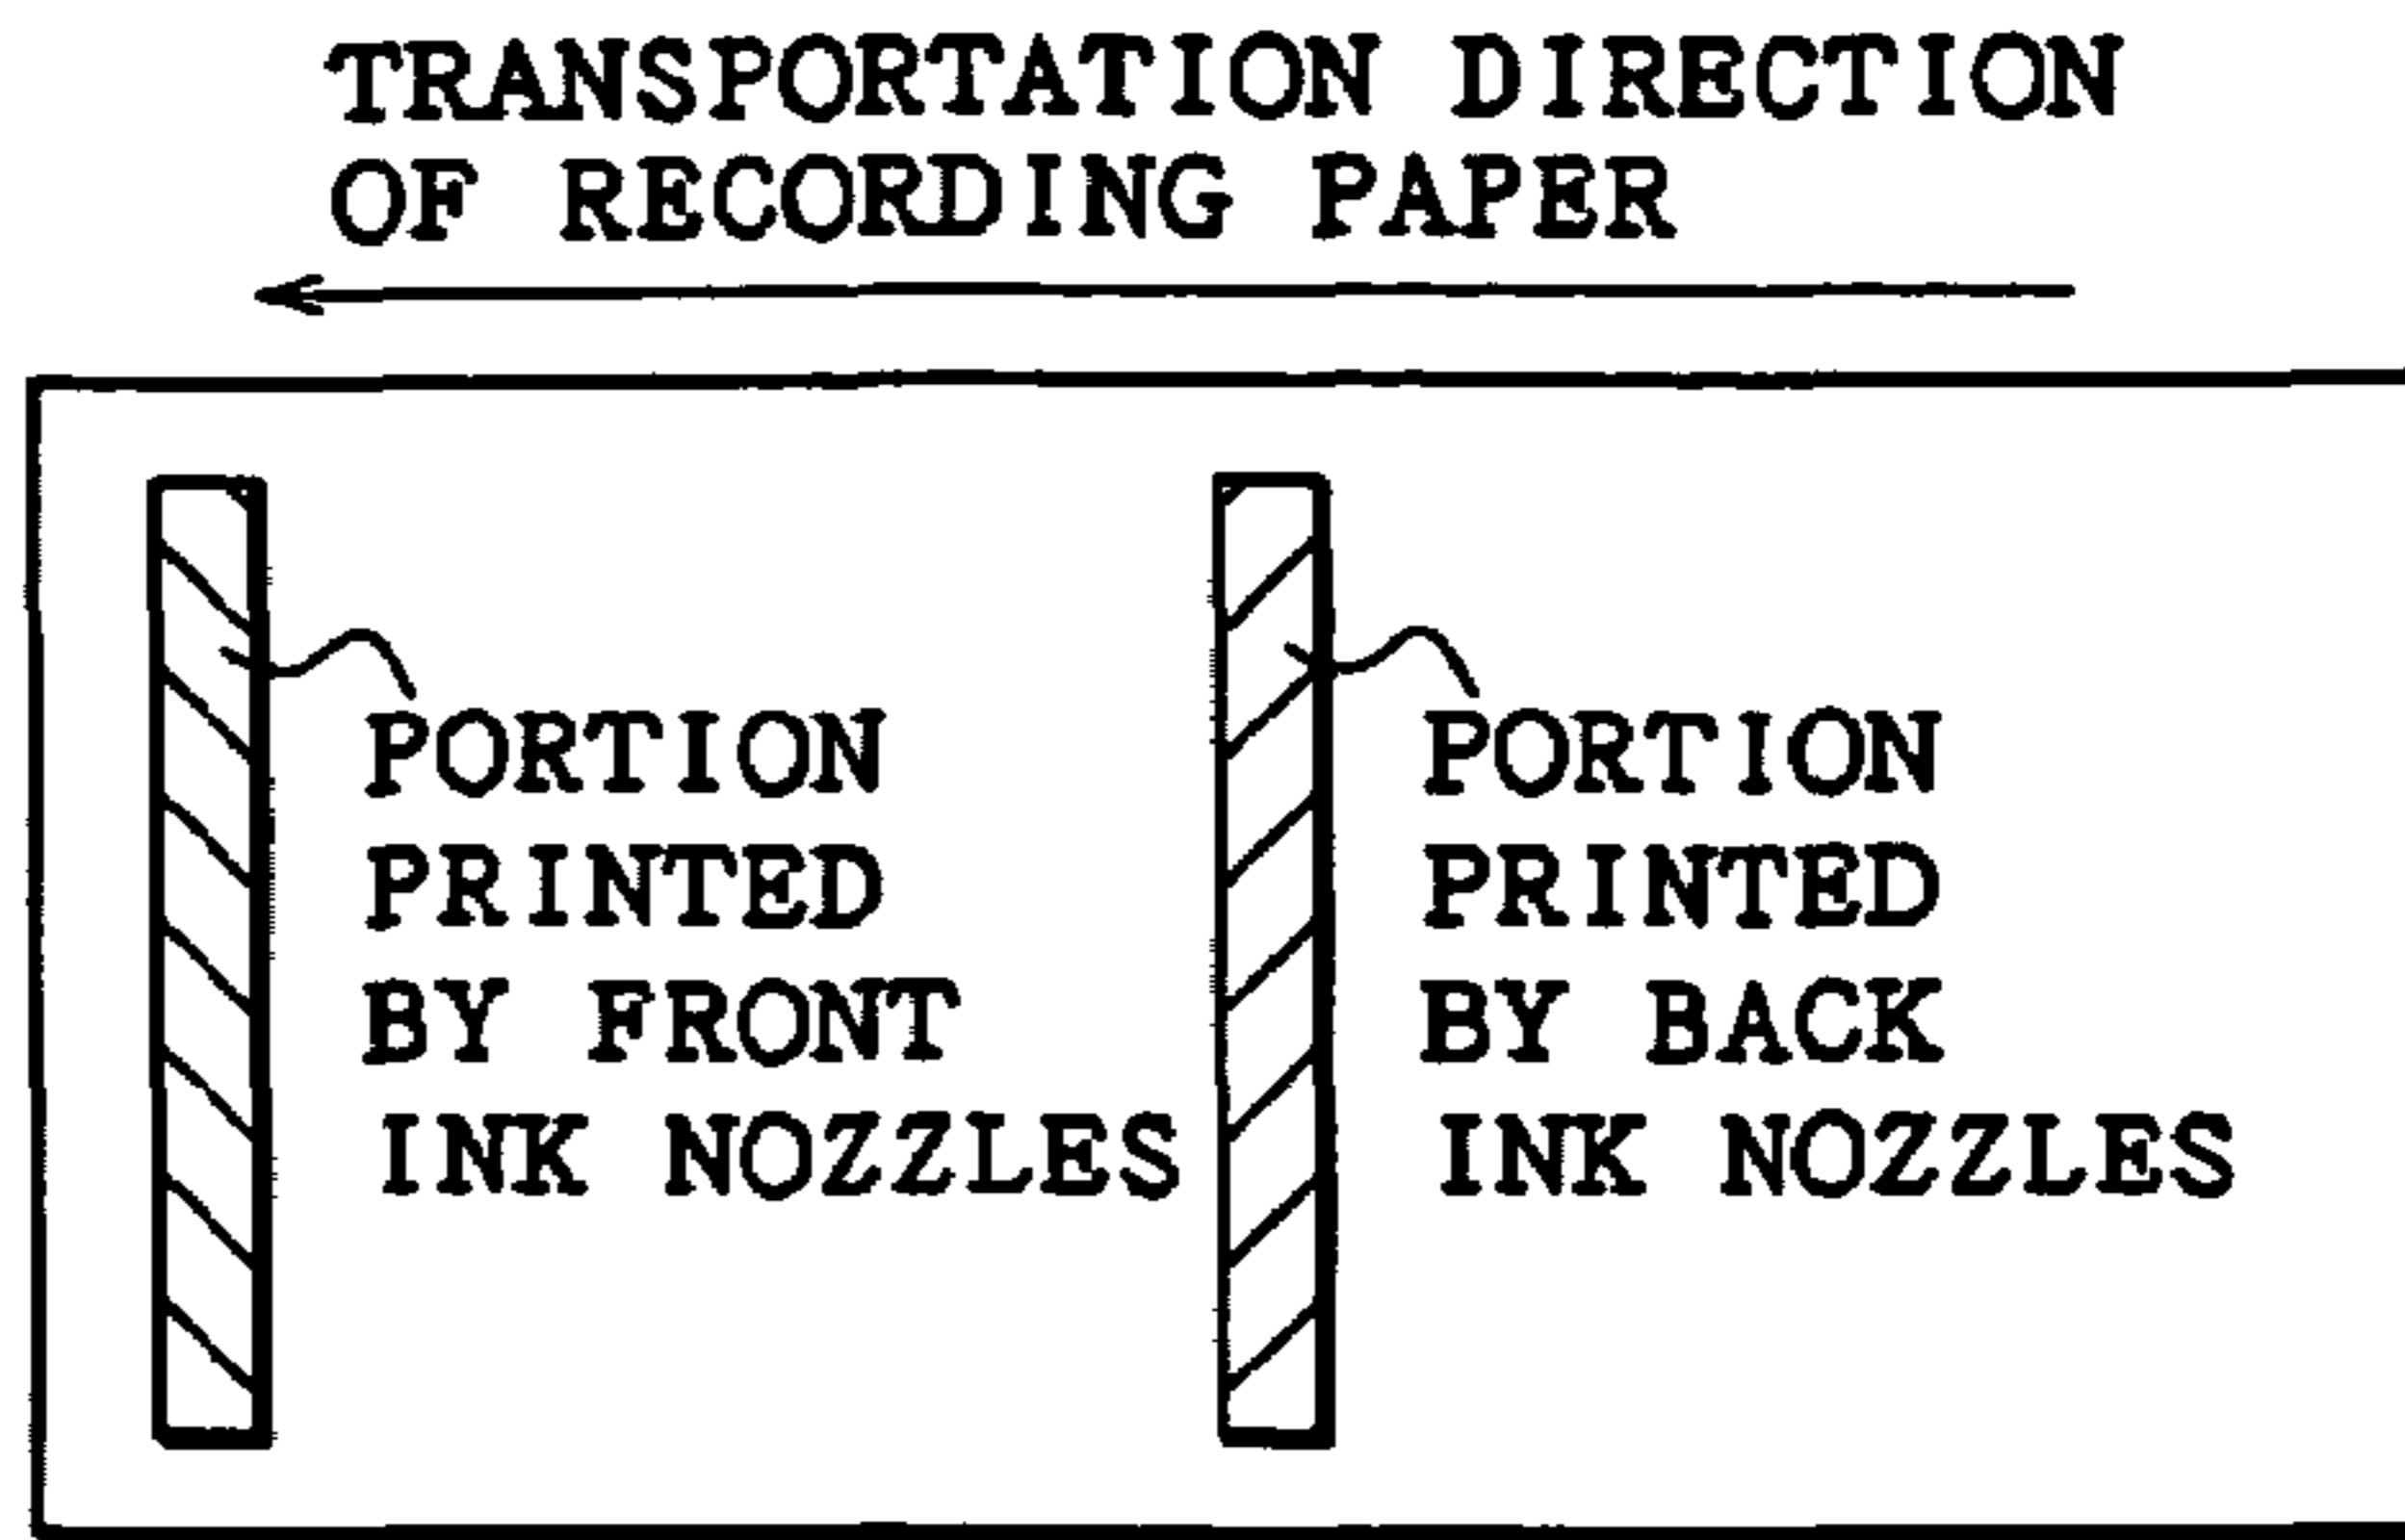 TRANSPORTATION DIRECTION
OF RECORDING PAPER
PORTION
PRINTED
BY FRONT
INK NOZZLES
PORTION
PRINTED
BY BACK
INK NOZZLES